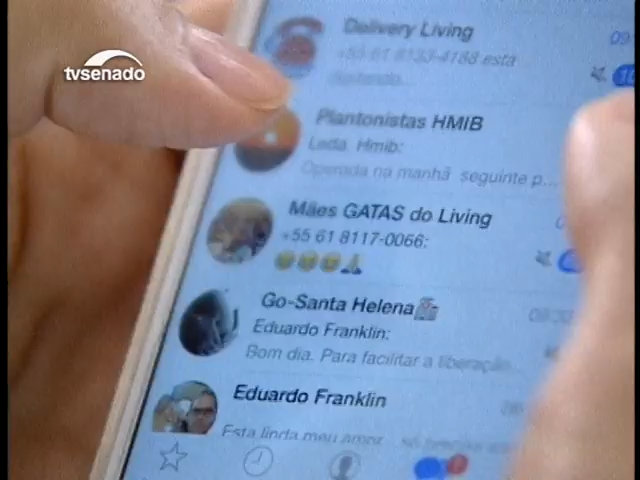 tvsenado
Delivery Living
09
+55 61 8133-4188 está
Plantonistas HMIB
Leda Hmib:
Operada na manhã seguinte p...
Mães GATAS do Living
+55 61 8117-0066:
😂😂😂🙏
Go-Santa Helena
Eduardo Franklin:
Bom dia. Para facilitar a liberação...
Eduardo Franklin
Esta linda meu amor